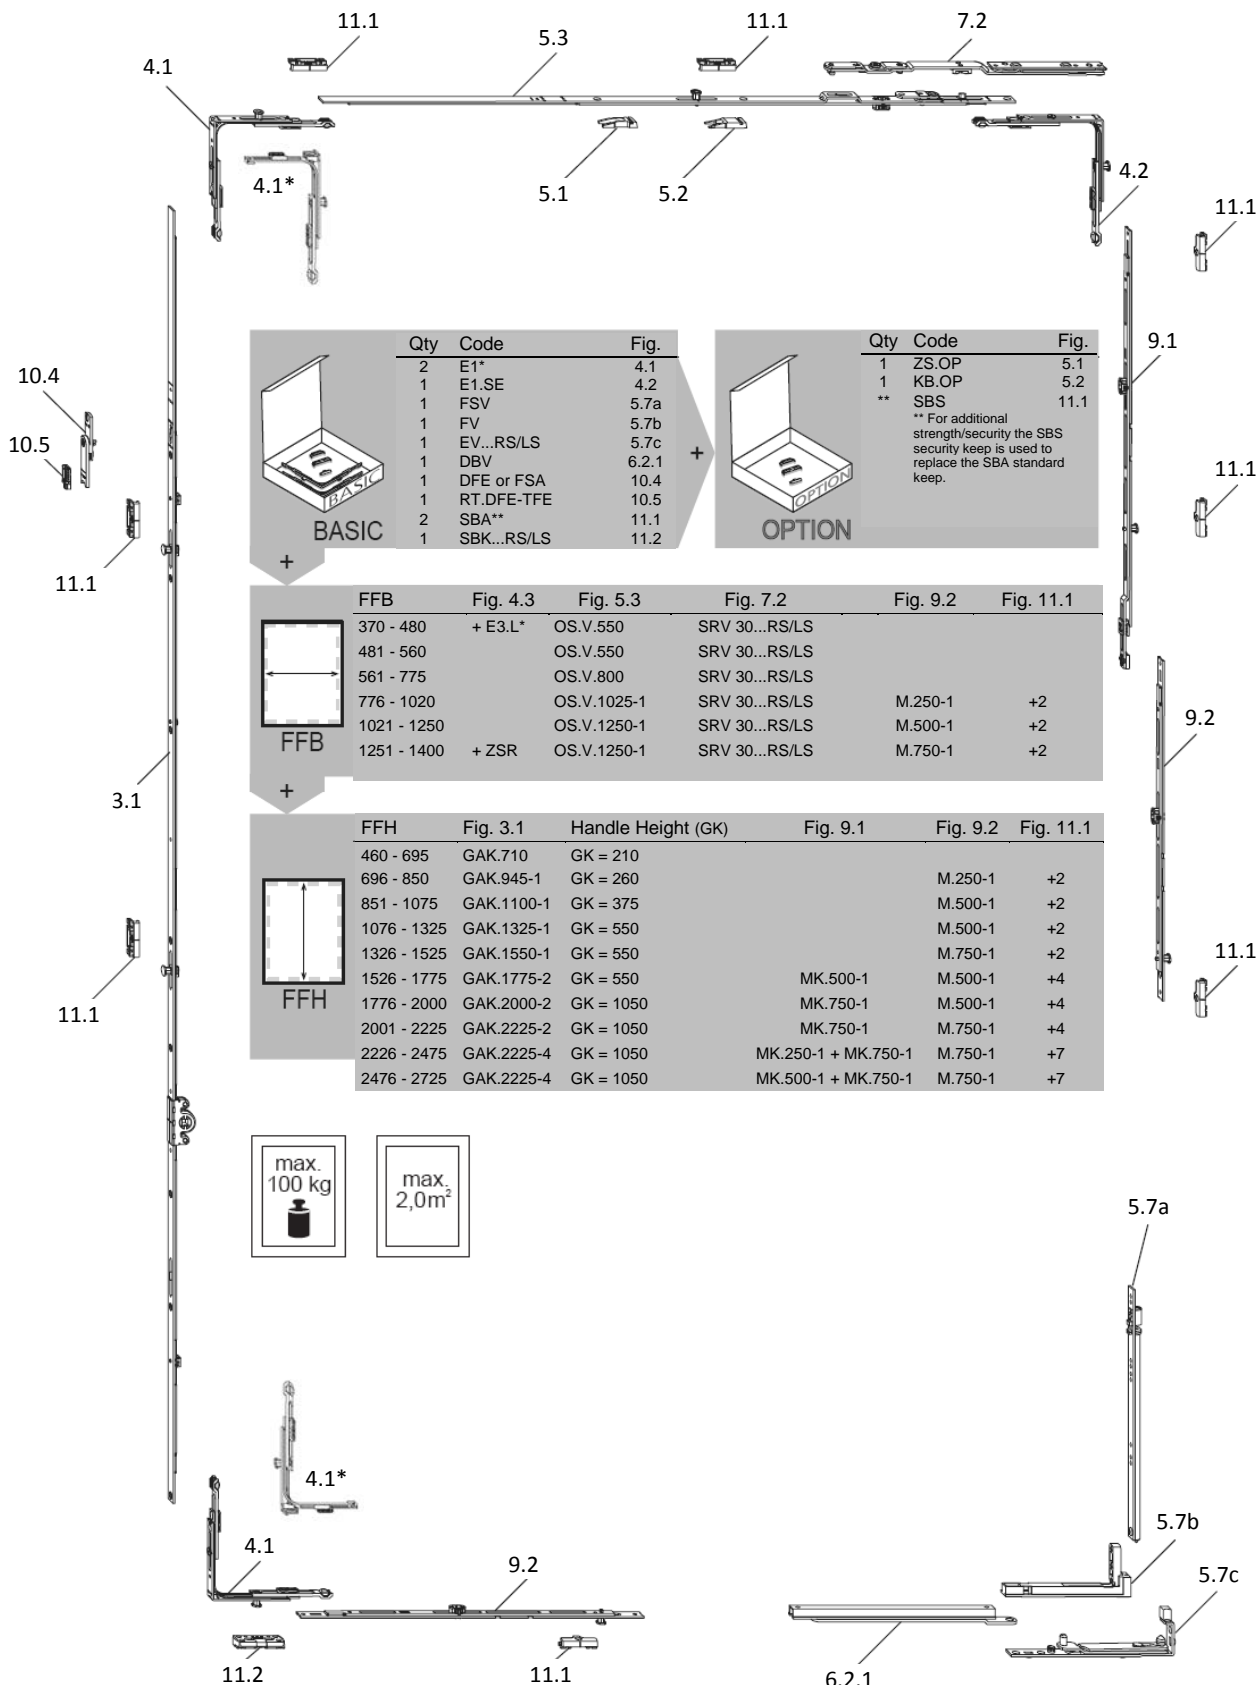 11.1
5.3
11.1
7.2
4.1
4.1*
5.1
5.2
4.2
11.1
Qty Code Fig.
2 E1* 4.1
1 E1.SE 4.2
1 FSV 5.7a
1 FV 5.7b
1 EV...RS/LS 5.7c
1 DBV 6.2.1
1 DFE or FSA 10.4
1 RT.DFE-TFE 10.5
2 SBA** 11.1
1 SBK...RS/LS 11.2
BASIC
BASIC
+
Qty Code Fig.
1 ZS.OP 5.1
1 KB.OP 5.2
** SBS 11.1
** For additional
strength/security the SBS
security keep is used to
replace the SBA standard
keep.
OPTION
OPTION
9.1
10.4
10.5
11.1
11.1
+
FFB Fig. 4.3 Fig. 5.3 Fig. 7.2 Fig. 9.2 Fig. 11.1
370 - 480 + E3.L* OS.V.550 SRV 30...RS/LS
481 - 560 OS.V.550 SRV 30...RS/LS
561 - 775 OS.V.800 SRV 30...RS/LS
776 - 1020 OS.V.1025-1 SRV 30...RS/LS M.250-1 +2
1021 - 1250 OS.V.1250-1 SRV 30...RS/LS M.500-1 +2
1251 - 1400 + ZSR OS.V.1250-1 SRV 30...RS/LS M.750-1 +2
FFB
9.2
3.1
+
FFH Fig. 3.1 Handle Height (GK) Fig. 9.1 Fig. 9.2 Fig. 11.1
460 - 695 GAK.710 GK = 210
696 - 850 GAK.945-1 GK = 260 M.250-1 +2
851 - 1075 GAK.1100-1 GK = 375 M.500-1 +2
1076 - 1325 GAK.1325-1 GK = 550 M.500-1 +2
1326 - 1525 GAK.1550-1 GK = 550 M.750-1 +2
1526 - 1775 GAK.1775-2 GK = 550 MK.500-1 M.500-1 +4
1776 - 2000 GAK.2000-2 GK = 1050 MK.750-1 M.500-1 +4
2001 - 2225 GAK.2225-2 GK = 1050 MK.750-1 M.750-1 +4
2226 - 2475 GAK.2225-4 GK = 1050 MK.250-1 + MK.750-1 M.750-1 +7
2476 - 2725 GAK.2225-4 GK = 1050 MK.500-1 + MK.750-1 M.750-1 +7
FFH
11.1
11.1
max.
100 kg
max.
2,0m²
5.7a
4.1*
4.1
9.2
5.7b
5.7c
11.2
11.1
6.2.1